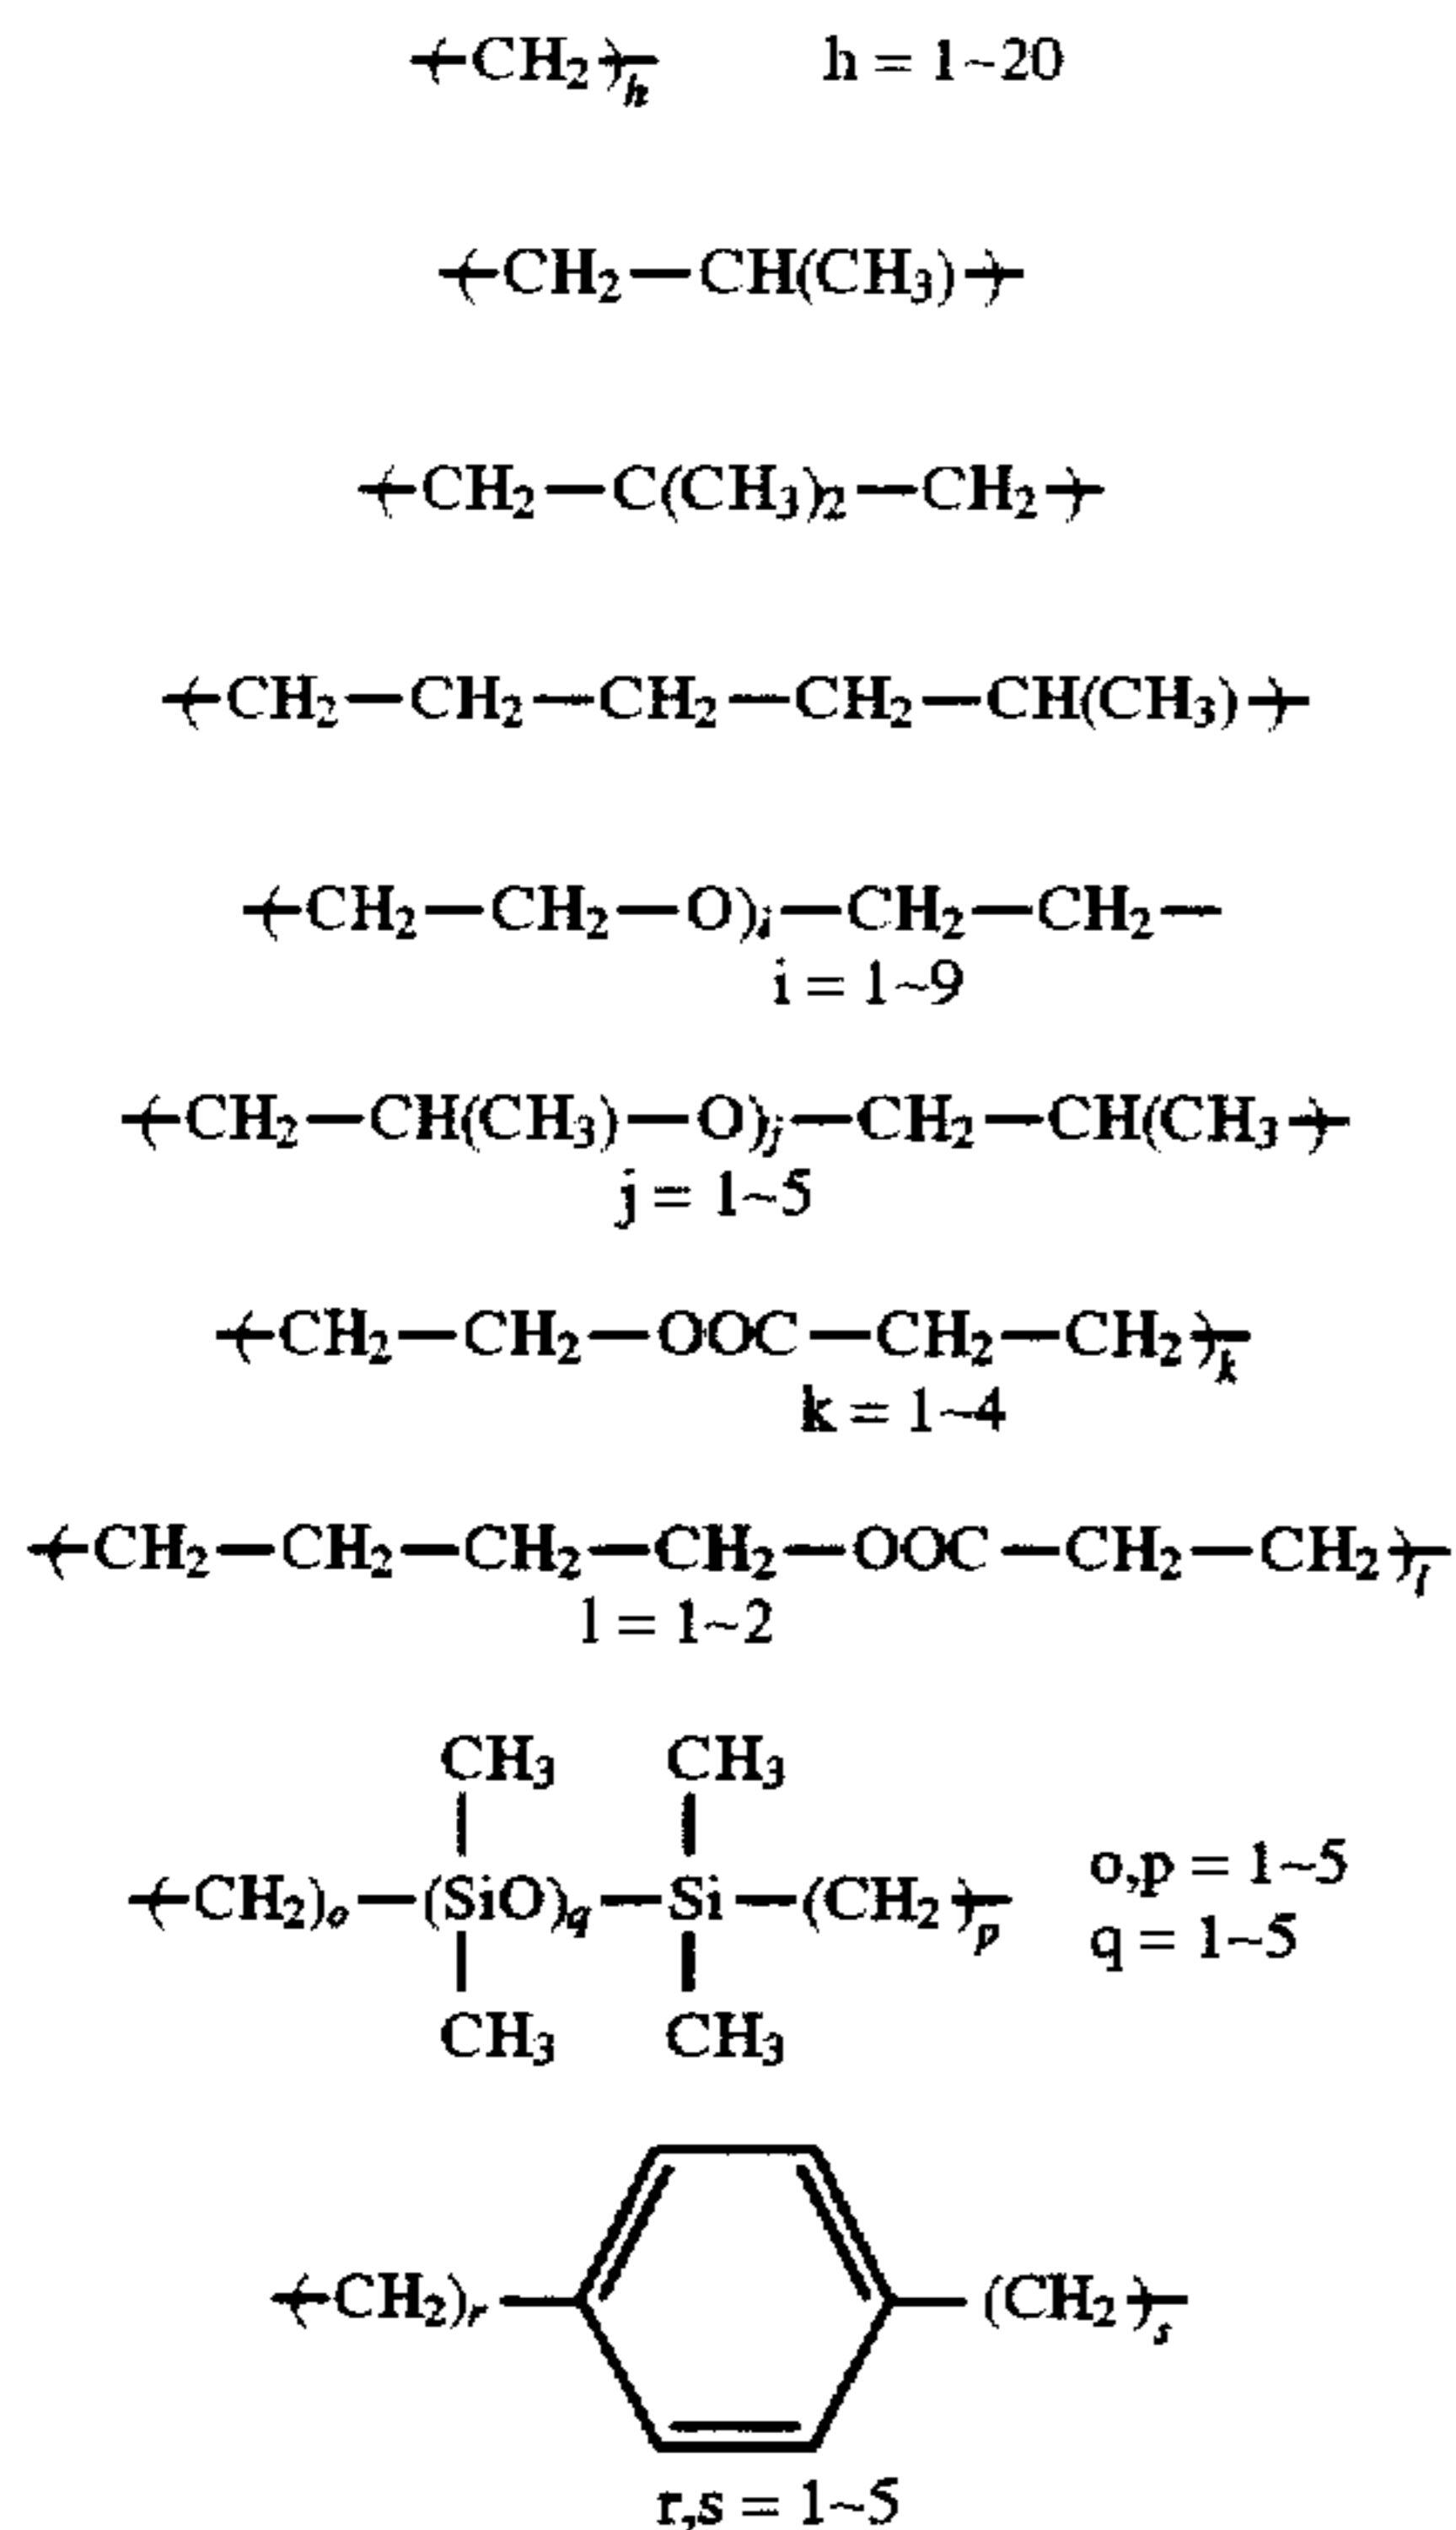 (CH2)h h = 1~20
(CH2—CH(CH3))
(CH2—C(CH3)2—CH2)
(CH2—CH2—CH2—CH2—CH(CH3))
(CH2—CH2—O)i—CH2—CH2—
i = 1~9
(CH2—CH(CH3)—O)j—CH2—CH(CH3)
j = 1~5
(CH2—CH2—OOC—CH2—CH2)k
k = 1~4
(CH2—CH2—CH2—CH2—OOC—CH2—CH2)l
l = 1~2
CH3 CH3
(CH2)o—(SiO)q—Si—(CH2)p o,p = 1~5
q = 1~5
CH3 CH3
(CH2)r (CH2)s
r,s = 1~5